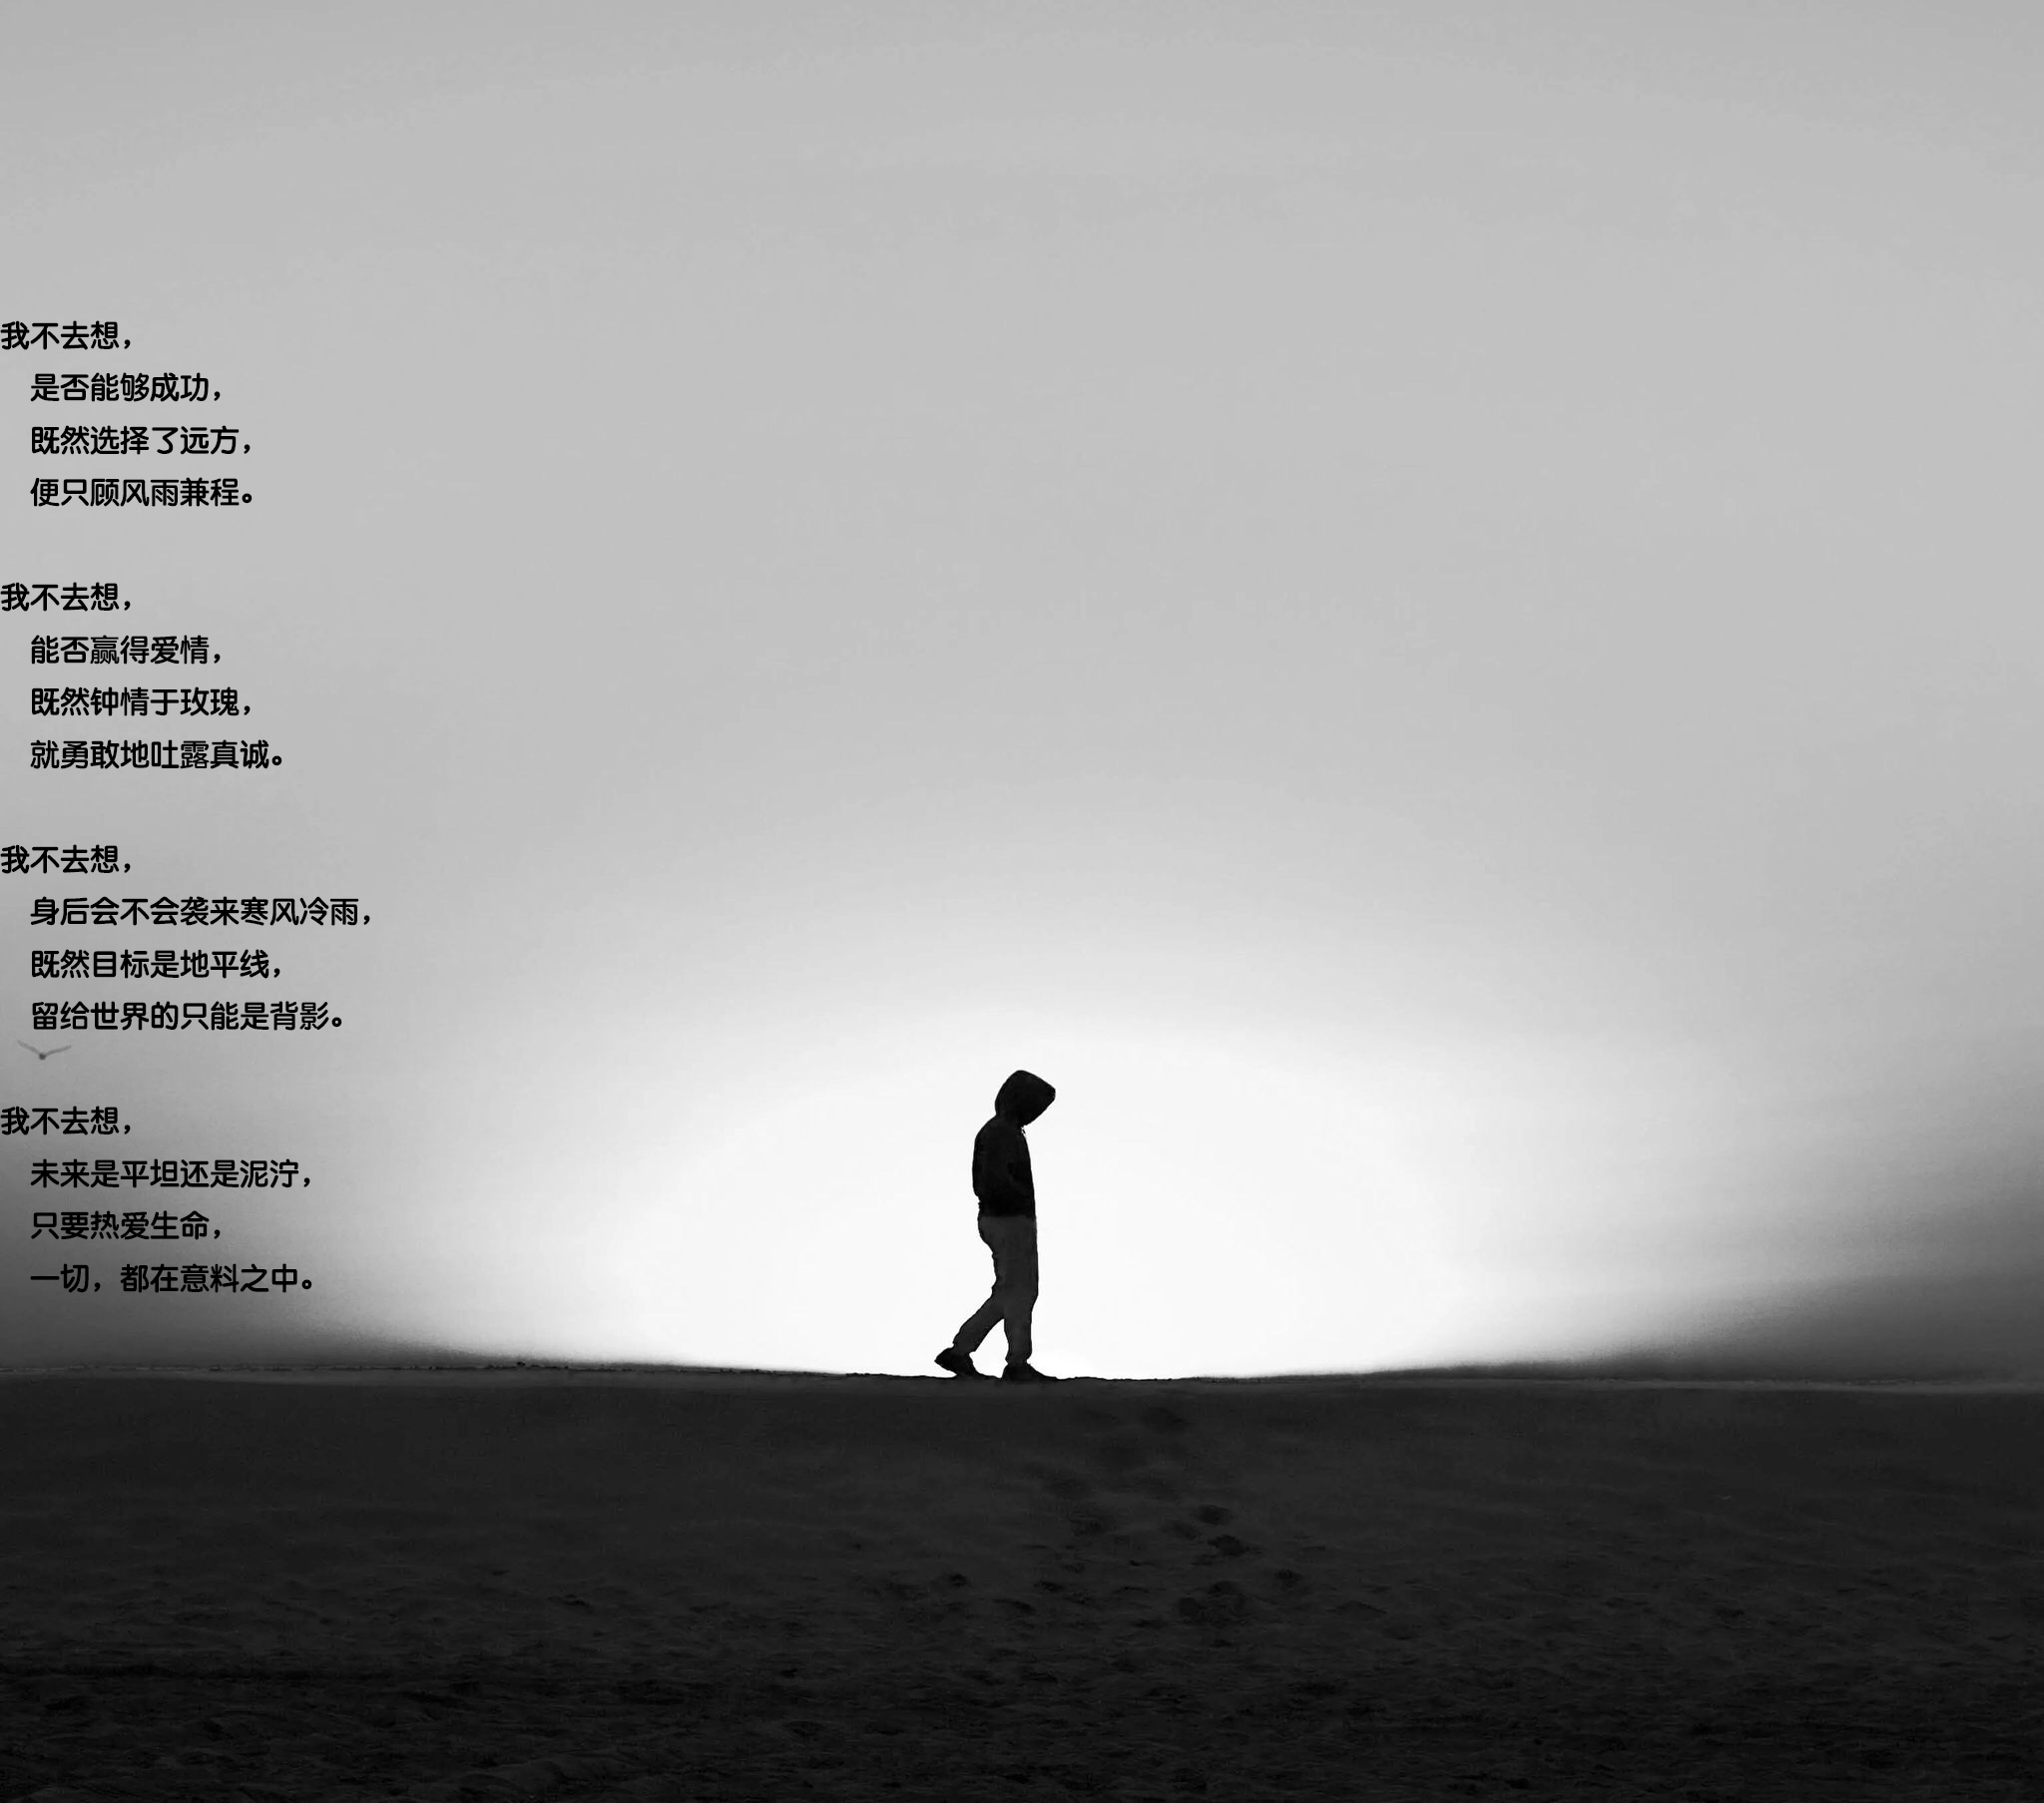 我不去想，
是否能够成功，
既然选择了远方，
便只顾风雨兼程。
我不去想，
能否赢得爱情，
既然钟情于玫瑰，
就勇敢地吐露真诚。
我不去想，
身后会不会袭来寒风冷雨，
既然目标是地平线，
留给世界的只能是背影。
我不去想，
未来是平坦还是泥泞，
只要热爱生命，
一切，都在意料之中。